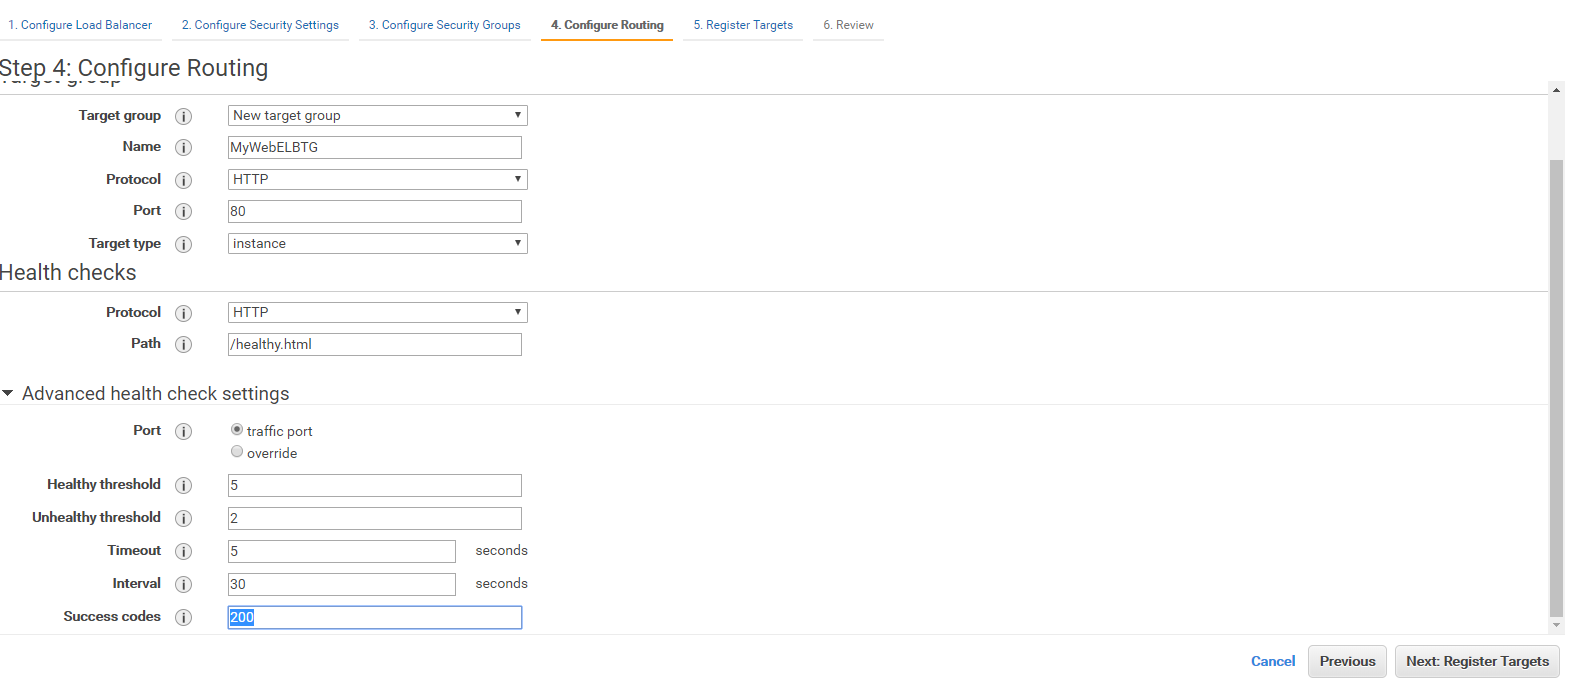 1. Configure Load Balancer 2. Configure Security Settings 3. Configure Security Groups 4. Configure Routing 5. Register Targets 6. Review
Step 4: Configure Routing
Target group
Target group i New target group
Name i MyWebELBTG
Protocol i HTTP
Port i 80
Target type i instance
Health checks
Protocol i HTTP
Path i /healthy.html
Advanced health check settings
Port i traffic port
override
Healthy threshold i 5
Unhealthy threshold i 2
Timeout i 5 seconds
Interval i 30 seconds
Success codes i 200
Cancel Previous Next: Register Targets